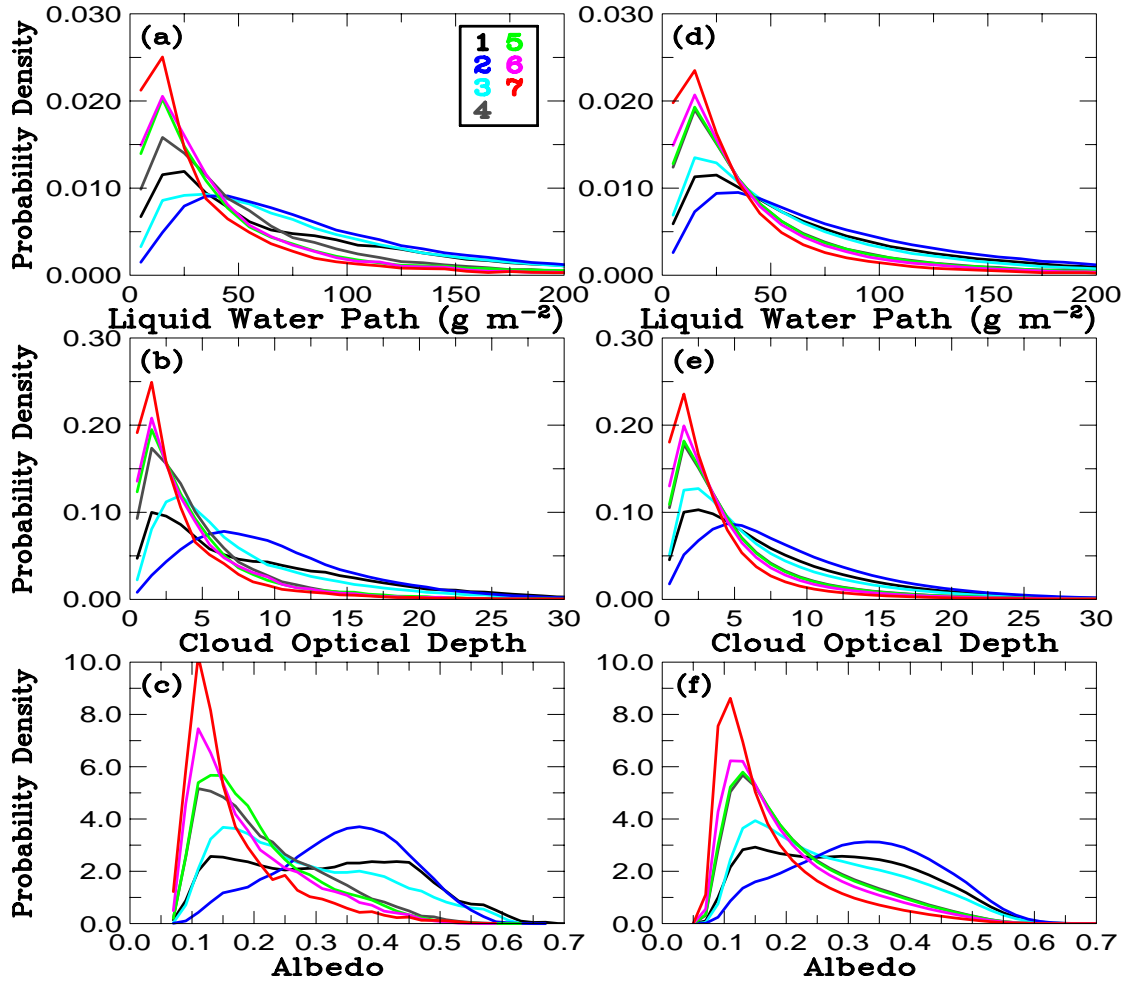 (a)
1 5
2 6
3 7
4
0.030
0.020
0.010
0.000
Probability Density
0 50 100 150 200
Liquid Water Path (g m⁻²)
(d)
0.030
0.020
0.010
0.000
0 50 100 150 200
Liquid Water Path (g m⁻²)
(b)
0.30
0.20
0.10
0.00
Probability Density
0 5 10 15 20 25 30
Cloud Optical Depth
(e)
0.30
0.20
0.10
0.00
0 5 10 15 20 25 30
Cloud Optical Depth
(c)
10.0
8.0
6.0
4.0
2.0
0.0
Probability Density
0.0 0.1 0.2 0.3 0.4 0.5 0.6 0.7
Albedo
(f)
10.0
8.0
6.0
4.0
2.0
0.0
0.0 0.1 0.2 0.3 0.4 0.5 0.6 0.7
Albedo